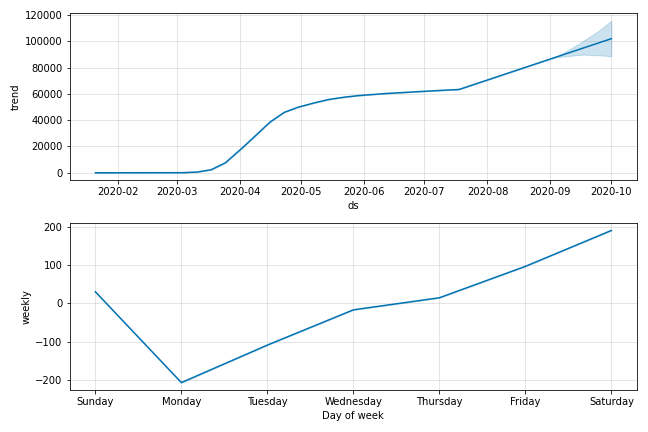 120000
100000
80000
60000
40000
20000
0
trend
2020-02 2020-03 2020-04 2020-05 2020-06 2020-07 2020-08 2020-09 2020-10
ds
200
100
0
−100
−200
weekly
Sunday Monday Tuesday Wednesday Thursday Friday Saturday
Day of week